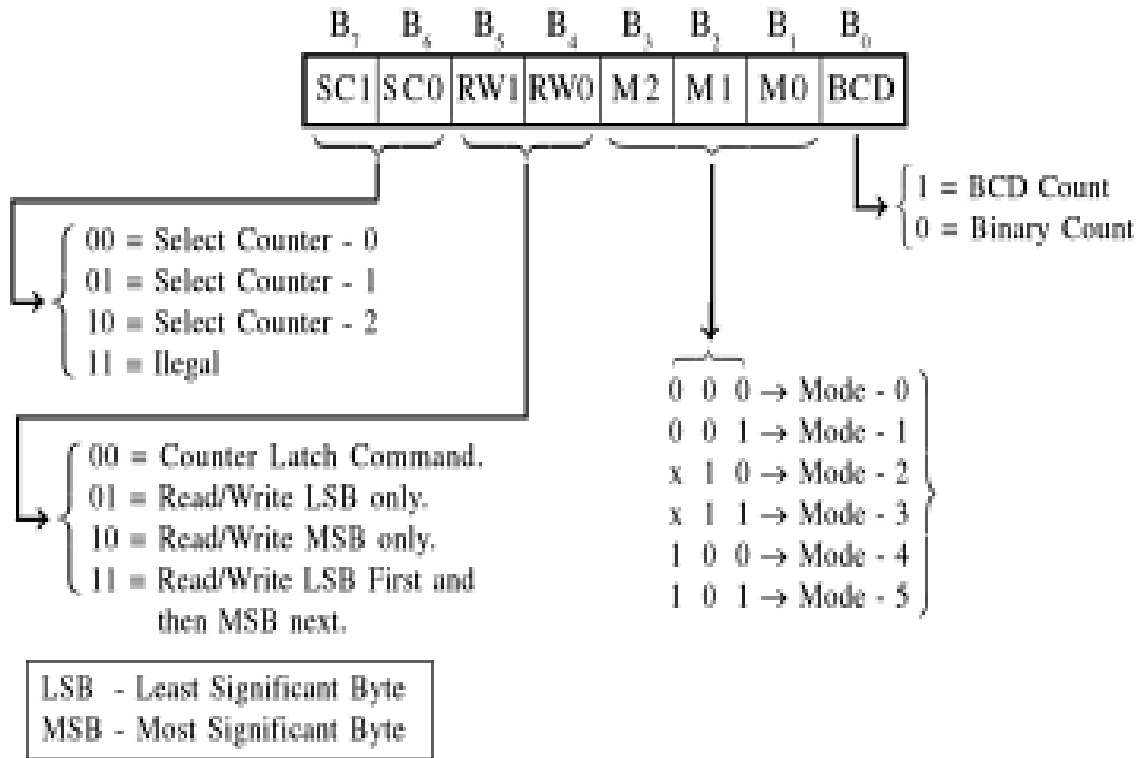 B₇ B₆ B₅ B₄ B₃ B₂ B₁ B₀
SC1 SC0 RW1 RW0 M2 M1 M0 BCD
1 = BCD Count
0 = Binary Count
00 = Select Counter - 0
01 = Select Counter - 1
10 = Select Counter - 2
11 = Ilegal
0 0 0 → Mode - 0
0 0 1 → Mode - 1
x 1 0 → Mode - 2
x 1 1 → Mode - 3
1 0 0 → Mode - 4
1 0 1 → Mode - 5
00 = Counter Latch Command.
01 = Read/Write LSB only.
10 = Read/Write MSB only.
11 = Read/Write LSB First and
then MSB next.
LSB - Least Significant Byte
MSB - Most Significant Byte